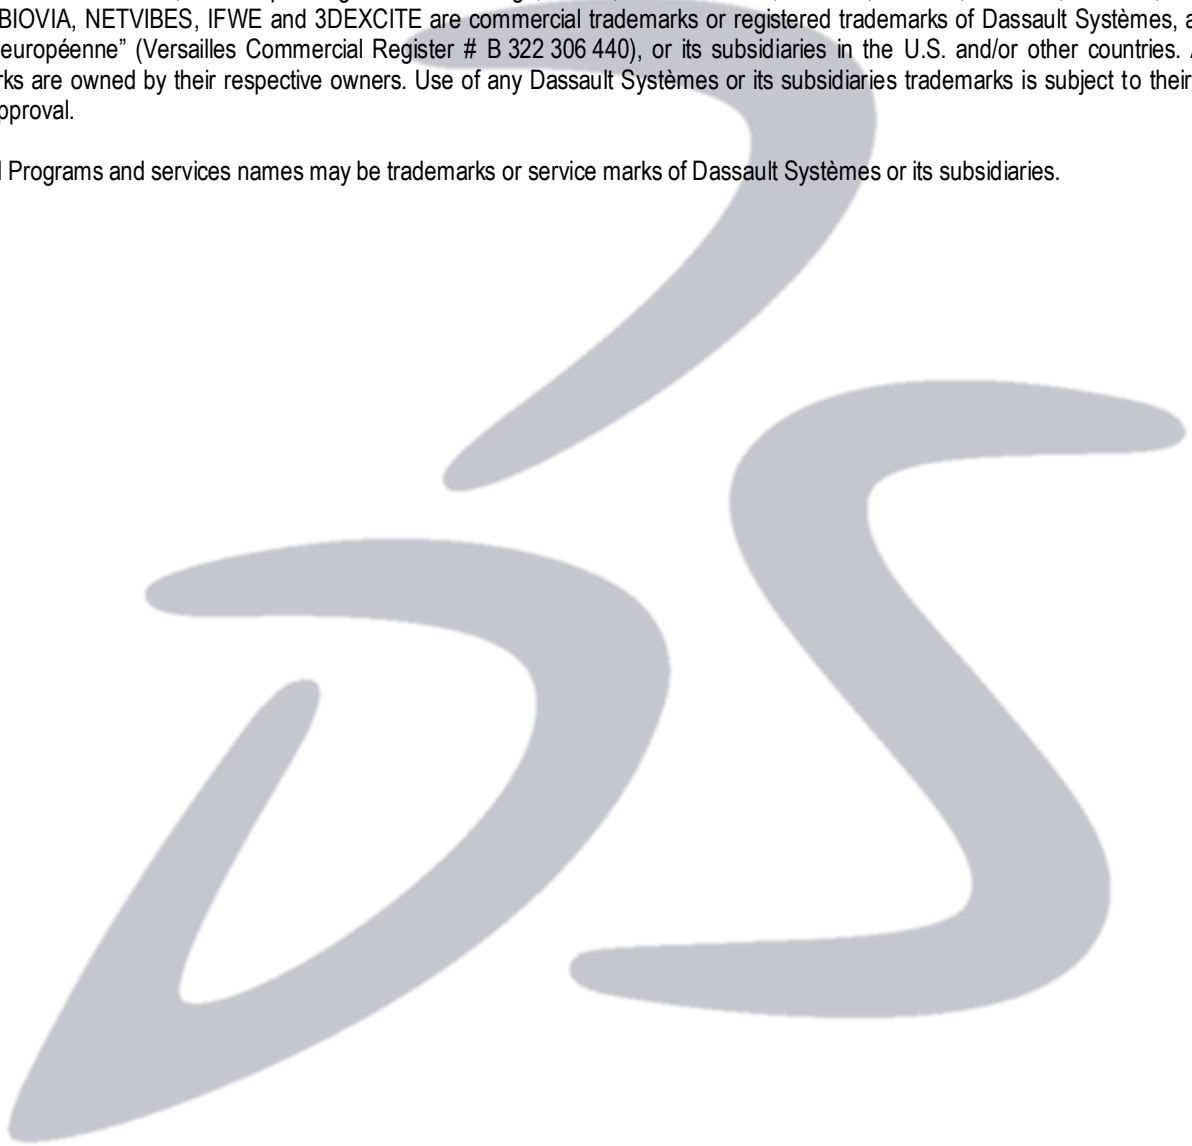 BIOVIA, NETVIBES, IFWE and 3DEXCITE are commercial trademarks or registered trademarks of Dassault Systèmes, a
européenne” (Versailles Commercial Register # B 322 306 440), or its subsidiaries in the U.S. and/or other countries.
rks are owned by their respective owners. Use of any Dassault Systèmes or its subsidiaries trademarks is subject to their
pproval.
l Programs and services names may be trademarks or service marks of Dassault Systèmes or its subsidiaries.